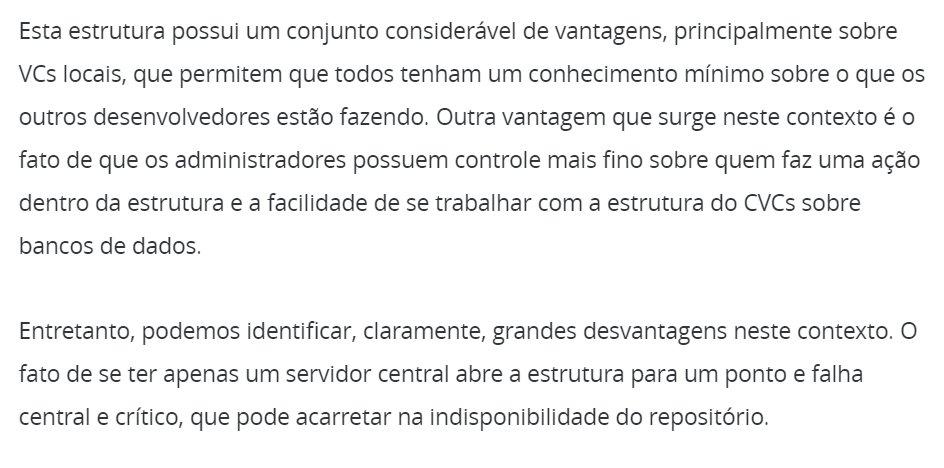 Esta estrutura possui um conjunto considerável de vantagens, principalmente sobre
VCs locais, que permitem que todos tenham um conhecimento mínimo sobre o que os
outros desenvolvedores estão fazendo. Outra vantagem que surge neste contexto é o
fato de que os administradores possuem controle mais fino sobre quem faz uma ação
dentro da estrutura e a facilidade de se trabalhar com a estrutura do CVCs sobre
bancos de dados.
Entretanto, podemos identificar, claramente, grandes desvantagens neste contexto. O
fato de se ter apenas um servidor central abre a estrutura para um ponto e falha
central e crítico, que pode acarretar na indisponibilidade do repositório.